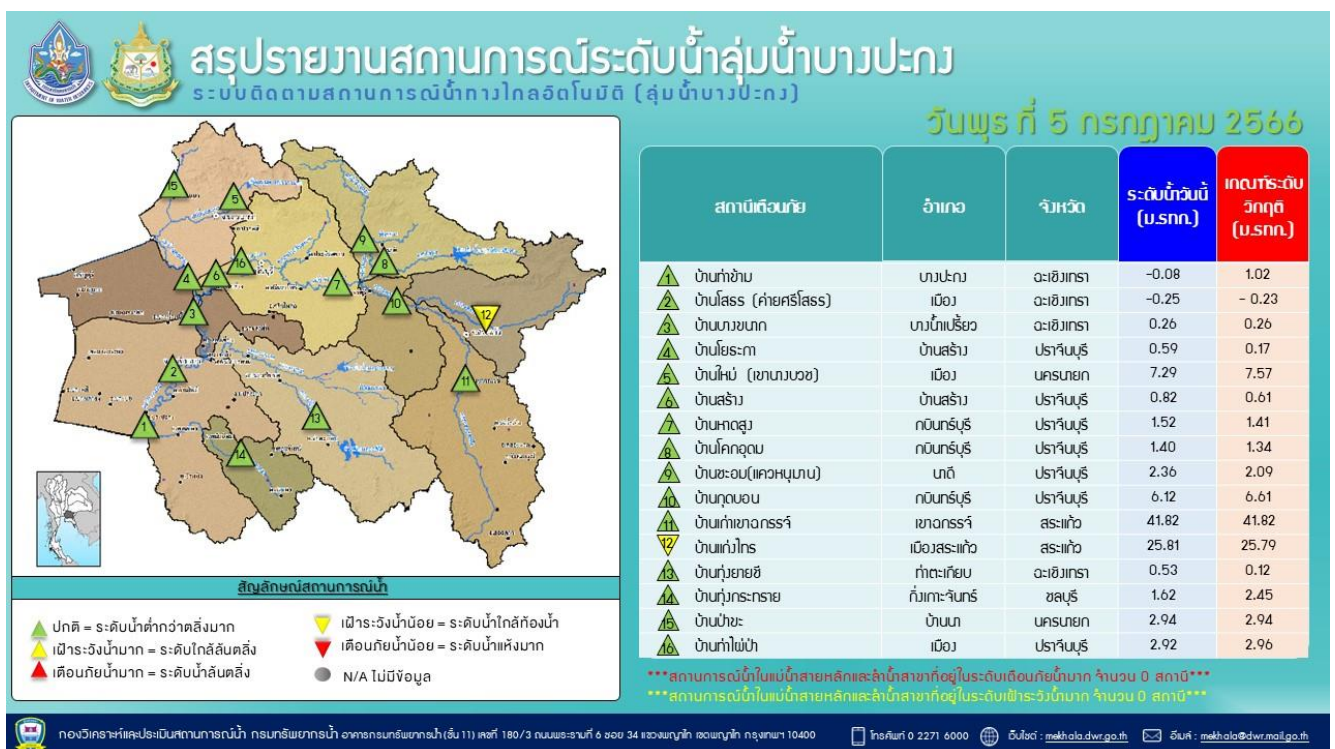 สรุปรายงานสถานการณ์ระดับน้ำลุ่มน้ำบางปะกง
ระบบติดตามสถานการณ์น้ำทางไกลอัตโนมัติ (ลุ่มน้ำบางปะกง)
วันพุธ ที่ 5 กรกฎาคม 2566
สถานีเตือนภัย อำเภอ จังหวัด ระดับน้ำวันนี้ (ม.รทก.) เกณฑ์ระดับวิกฤติ (ม.รทก.)
1 บ้านท่าข้าม บางปะกง ฉะเชิงเทรา -0.08 1.02
2 บ้านโสธร (ค่ายศรีโสธร) เมือง ฉะเชิงเทรา -0.25 - 0.23
3 บ้านบางขนาก บางน้ำเปรี้ยว ฉะเชิงเทรา 0.26 0.26
4 บ้านโยธะกา บ้านสร้าง ปราจีนบุรี 0.59 0.17
5 บ้านใหม่ (เขานางบวช) เมือง นครนายก 7.29 7.57
6 บ้านสร้าง บ้านสร้าง ปราจีนบุรี 0.82 0.61
7 บ้านหาดสูง กบินทร์บุรี ปราจีนบุรี 1.52 1.41
8 บ้านโคกอุดม กบินทร์บุรี ปราจีนบุรี 1.40 1.34
9 บ้านชะอม(แควหนุมาน) นาดี ปราจีนบุรี 2.36 2.09
10 บ้านกุดบอน กบินทร์บุรี ปราจีนบุรี 6.12 6.61
11 บ้านเก่าเขาฉกรรจ์ เขาฉกรรจ์ สระแก้ว 41.82 41.82
12 บ้านแก่งไทร เมืองสระแก้ว สระแก้ว 25.81 25.79
13 บ้านทุ่งยายชี ท่าตะเกียบ ฉะเชิงเทรา 0.53 0.12
14 บ้านทุ่งกระทราย กิ่งเกาะจันทร์ ชลบุรี 1.62 2.45
15 บ้านป่าขะ บ้านนา นครนายก 2.94 2.94
16 บ้านท่าไผ่ป่า เมือง ปราจีนบุรี 2.92 2.96
สัญลักษณ์สถานการณ์น้ำ
ปกติ = ระดับน้ำต่ำกว่าตลิ่งมาก
เฝ้าระวังน้ำมาก = ระดับใกล้ล้นตลิ่ง
เตือนภัยน้ำมาก = ระดับน้ำล้นตลิ่ง
เฝ้าระวังน้ำน้อย = ระดับน้ำใกล้ท้องน้ำ
เตือนภัยน้ำน้อย = ระดับน้ำแห้งมาก
N/A ไม่มีข้อมูล
***สถานการณ์น้ำในแม่น้ำสายหลักและลำน้ำสาขาที่อยู่ในระดับเตือนภัยน้ำมาก จำนวน 0 สถานี***
***สถานการณ์น้ำในแม่น้ำสายหลักและลำน้ำสาขาที่อยู่ในระดับเฝ้าระวังน้ำมาก จำนวน 0 สถานี***
กองวิเคราะห์และประเมินสถานการณ์น้ำ กรมทรัพยากรน้ำ อาคารกรมทรัพยากรน้ำ(ชั้น 11) เลขที่ 180/3 ถนนพระรามที่ 6 ซอย 34 แขวงพญาไท เขตพญาไท กรุงเทพฯ 10400 โทรศัพท์ 0 2271 6000 เว็บไซต์ : mekhala.dwr.go.th อีเมล์ : mekhala@dwr.mail.go.th